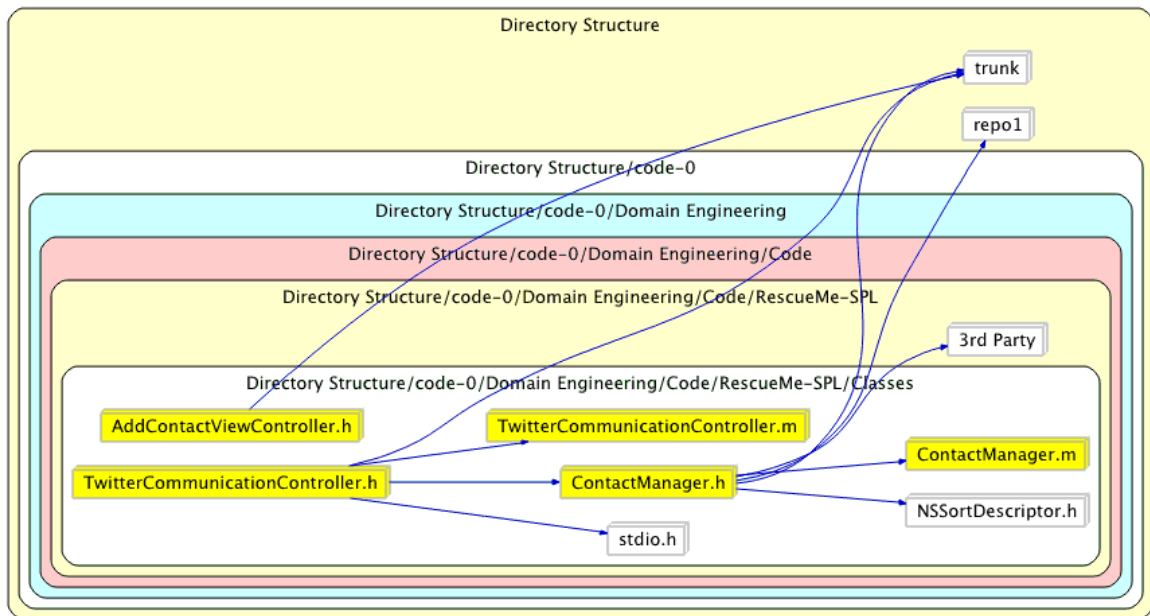 Directory Structure
trunk
repo1
Directory Structure/code-0
Directory Structure/code-0/Domain Engineering
Directory Structure/code-0/Domain Engineering/Code
Directory Structure/code-0/Domain Engineering/Code/RescueMe-SPL
3rd Party
Directory Structure/code-0/Domain Engineering/Code/RescueMe-SPL/Classes
AddContactViewController.h
TwitterCommunicationController.m
ContactManager.m
TwitterCommunicationController.h
ContactManager.h
NSSortDescriptor.h
stdio.h